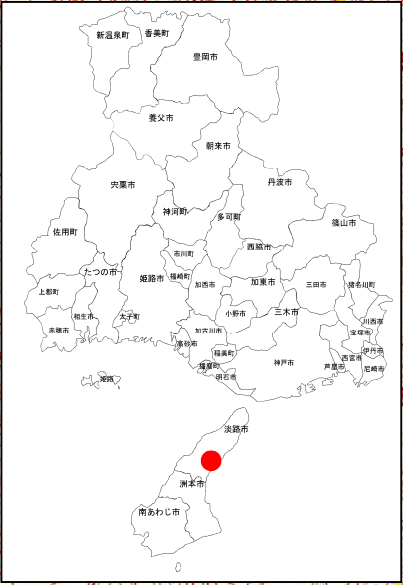 新温泉町
香美町
豊岡市
養父市
朝来市
丹波市
宍粟市
神河町
多可町
篠山市
佐用町
西脇市
市川町
たつの市
姫路市
福崎町
加西市
加東市
三田市
猪名川町
上郡町
相生市
太子町
小野市
三木市
川西市
赤穂市
加古川市
宝塚市
高砂市
稲美町
伊丹市
西宮市
播磨町
神戸市
芦屋市
尼崎市
明石市
姫路
淡路市
洲本市
南あわじ市